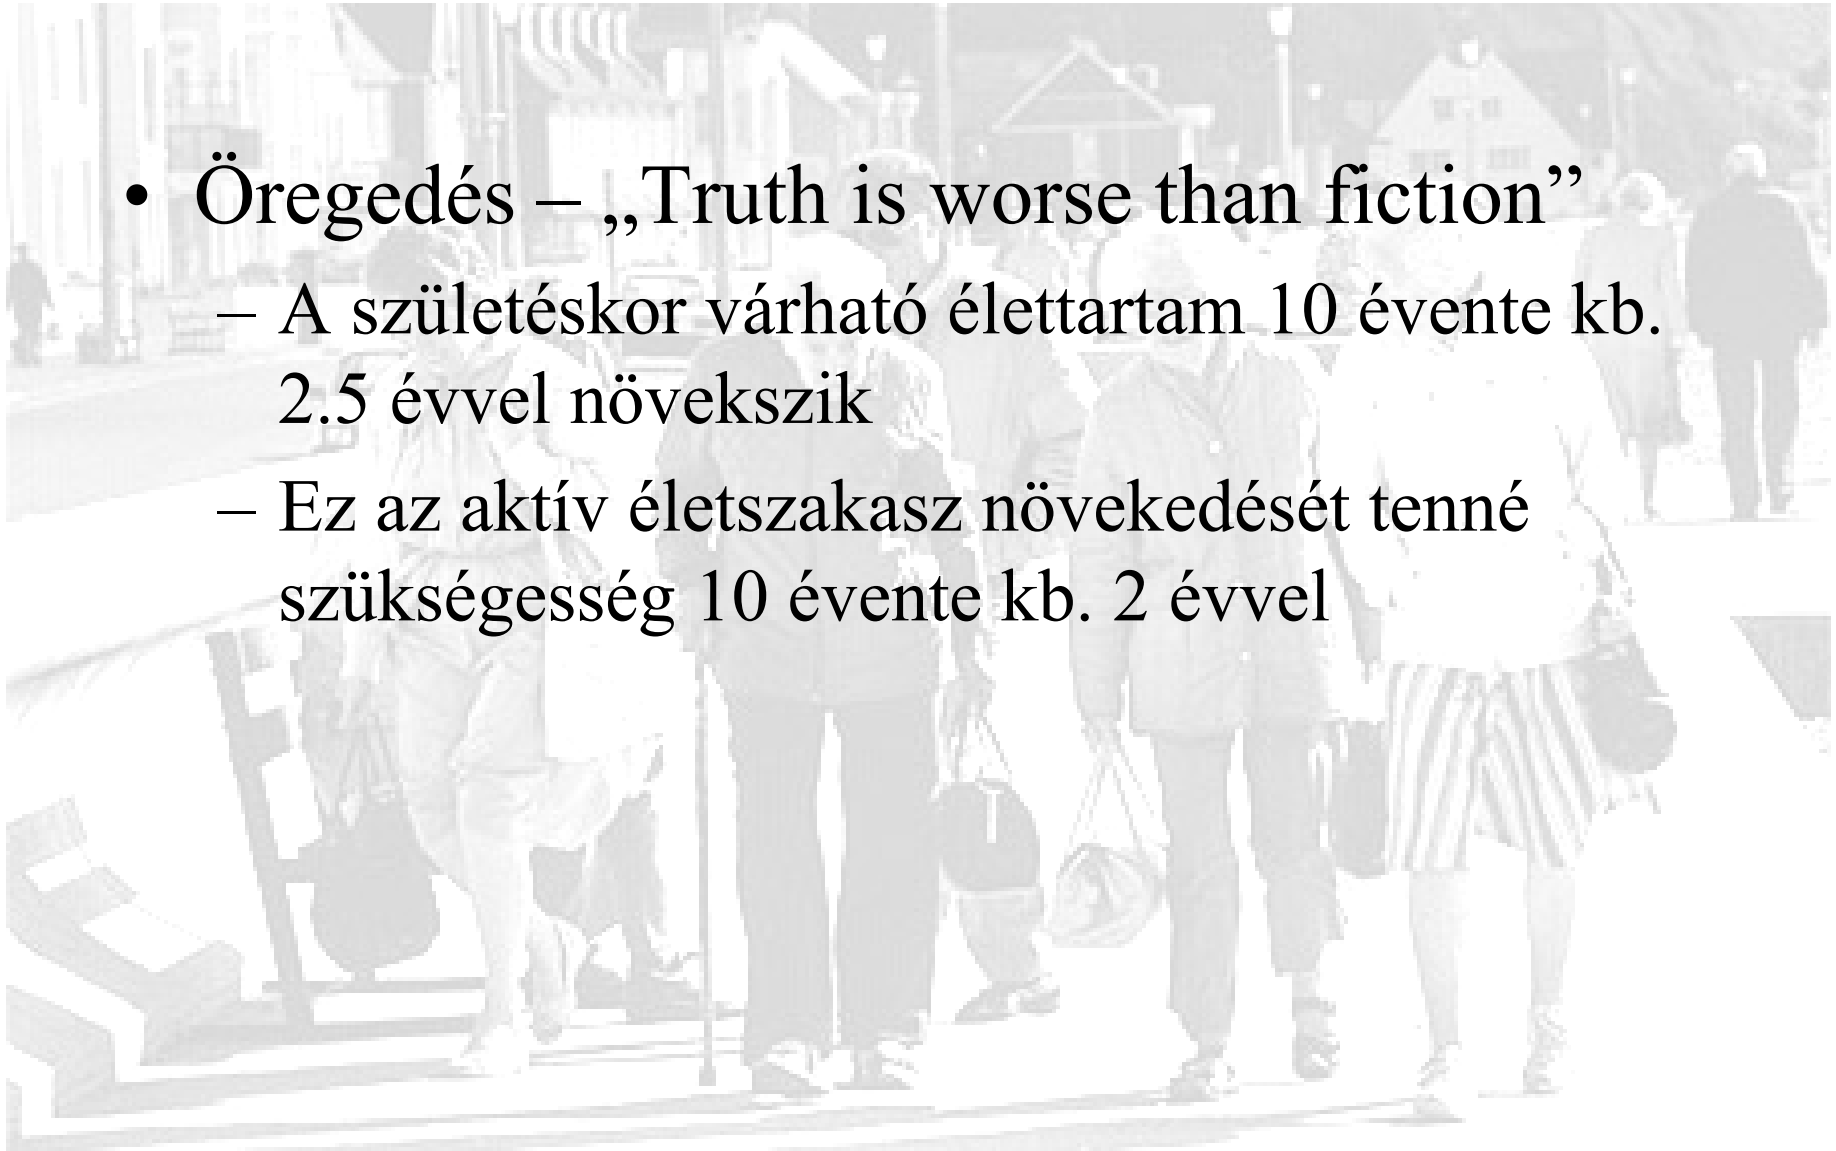 • Öregedés – „Truth is worse than fiction”
– A születéskor várható élettartam 10 évente kb.
2.5 évvel növekszik
– Ez az aktív életszakasz növekedését tenné
szükségesség 10 évente kb. 2 évvel